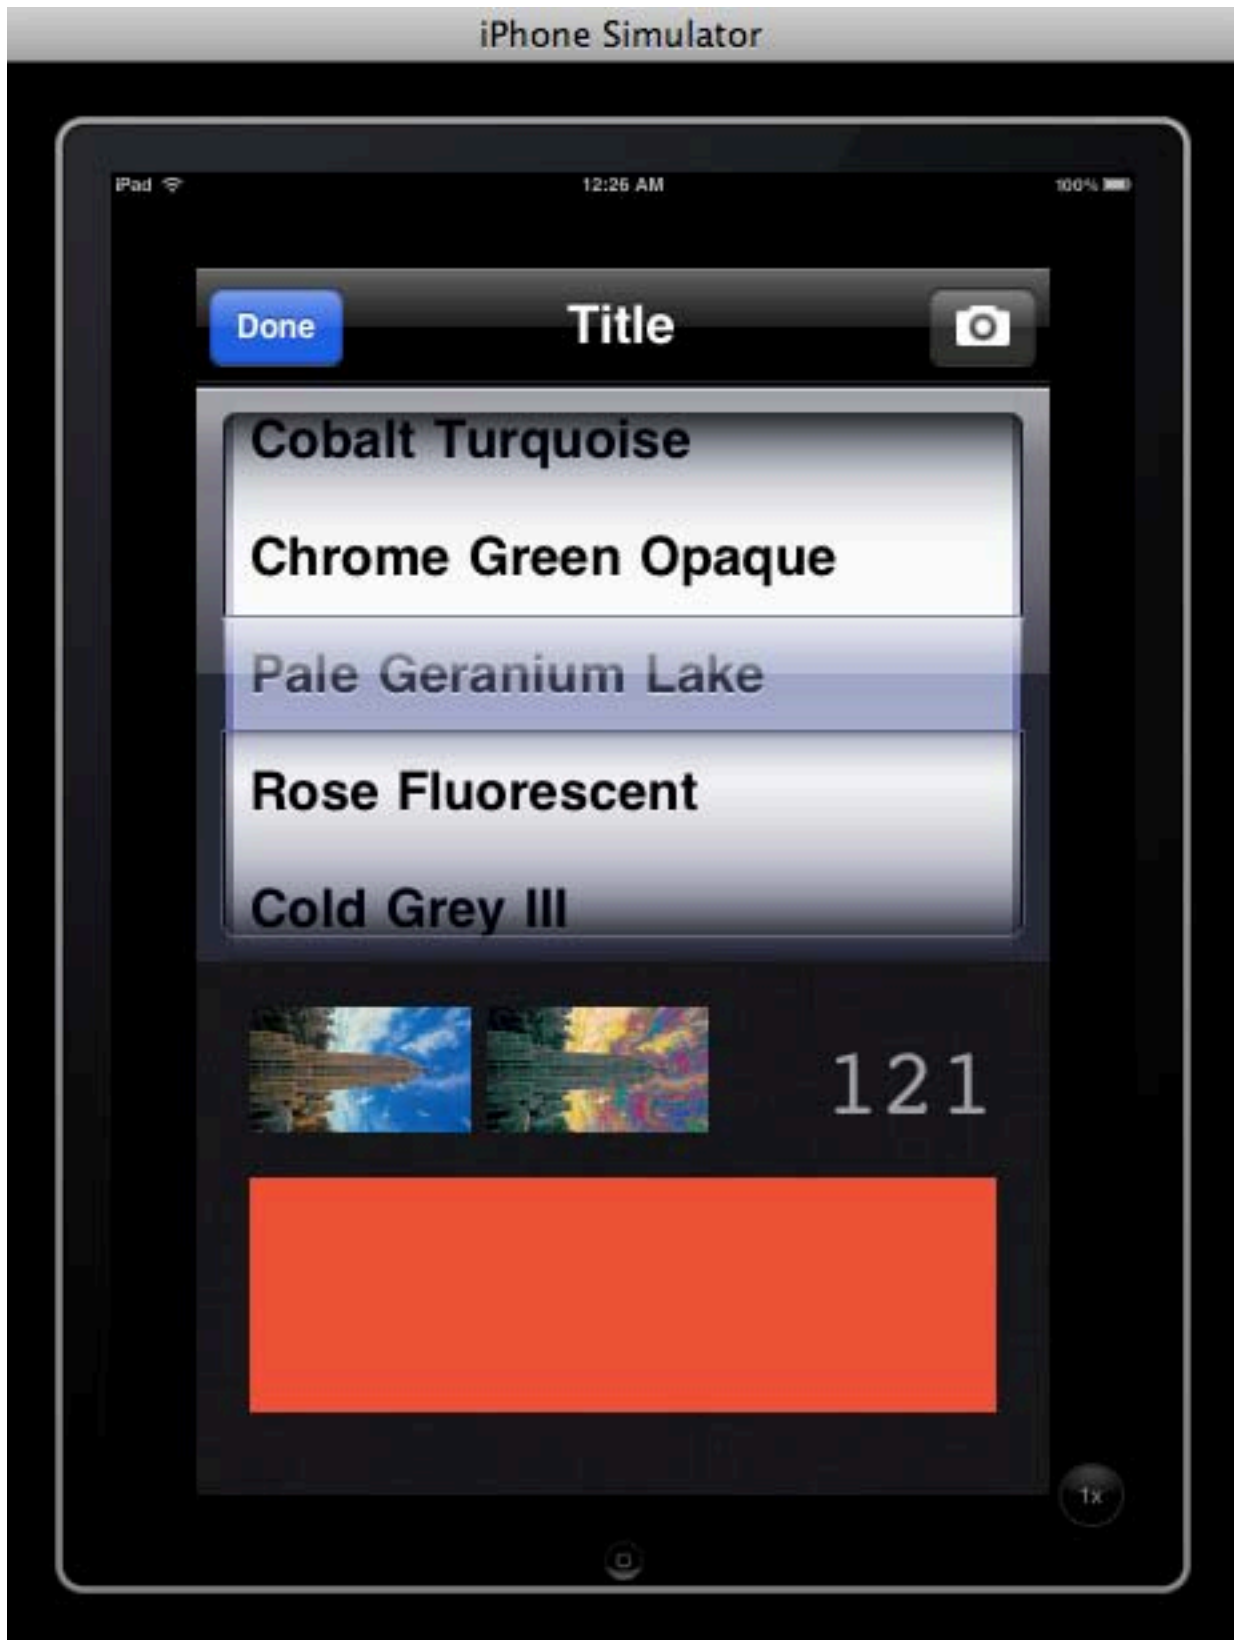 iPhone Simulator
iPad 12:26 AM 100%
Done Title
Cobalt Turquoise
Chrome Green Opaque
Pale Geranium Lake
Rose Fluorescent
Cold Grey III
121
1x